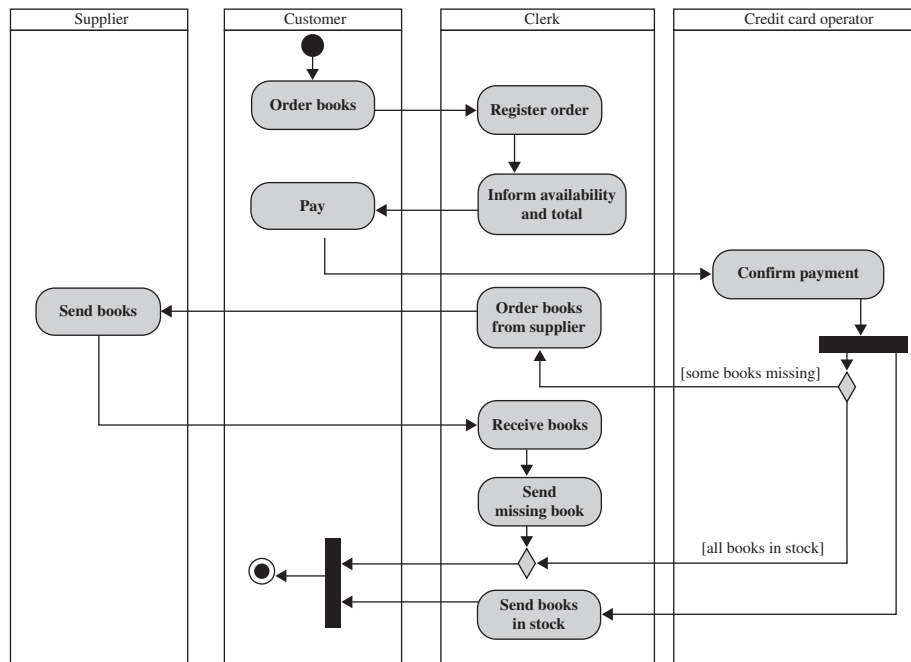 Supplier
Customer
Clerk
Credit card operator
Order books
Register order
Inform availability
and total
Pay
Confirm payment
Order books
from supplier
Send books
[some books missing]
Receive books
Send
missing book
[all books in stock]
Send books
in stock